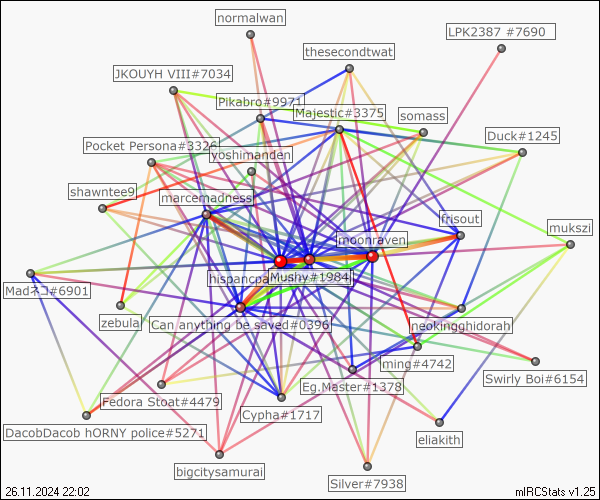 normalwan
LPK2387 #7690
thesecondtwat
JKOUYH VIII#7034
Pikabro#9971
Majestic#3375
somass
Duck#1245
Pocket Persona#3326
yoshimanden
shawntee9
marcemadness
frisout
mukszi
moonraven
hispancpa
Mushy#1984
Madネコ#6901
zebula
Can anything be saved#0396
neokingghidorah
ming#4742
Swirly Boi#6154
Eg.Master#1378
Fedora Stoat#4479
Cypha#1717
DacobDacob hORNY police#5271
eliakith
bigcitysamurai
Silver#7938
26.11.2024 22:02
mIRCStats v1.25